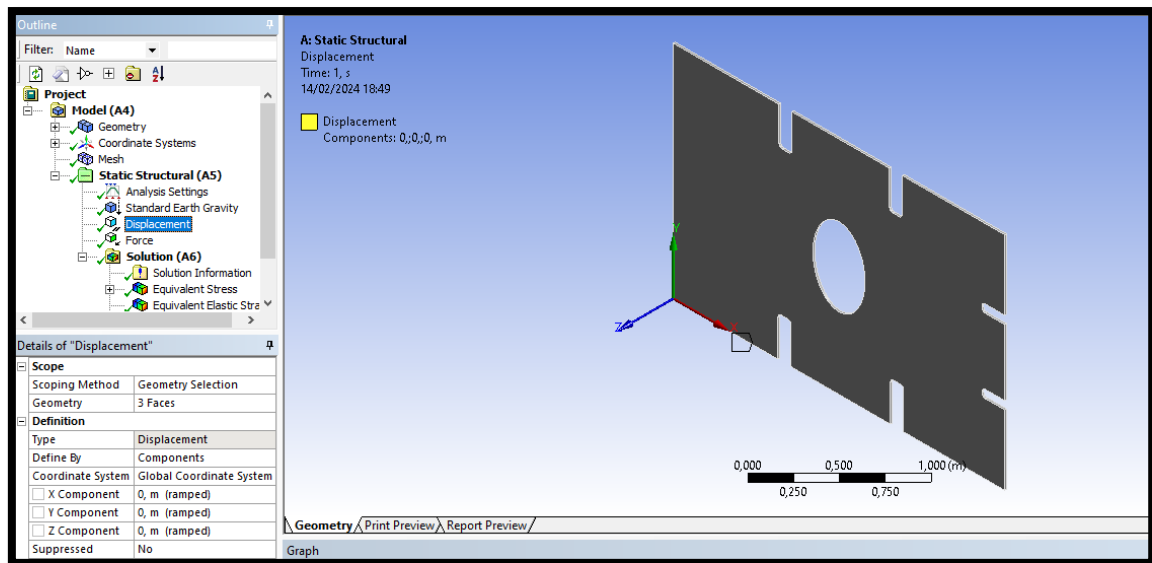 Outline
Filter: Name
Project
Model (A4)
Geometry
Coordinate Systems
Mesh
Static Structural (A5)
Analysis Settings
Standard Earth Gravity
Displacement
Force
Solution (A6)
Solution Information
Equivalent Stress
Equivalent Elastic Stra
Details of "Displacement"
Scope
Scoping Method Geometry Selection
Geometry 3 Faces
Definition
Type Displacement
Define By Components
Coordinate System Global Coordinate System
X Component 0, m (ramped)
Y Component 0, m (ramped)
Z Component 0, m (ramped)
Suppressed No
A: Static Structural
Displacement
Time: 1, s
14/02/2024 18:49
Displacement
Components: 0,;0,;0, m
Y
Z
X
0,000 0,500 1,000 (m)
0,250 0,750
Geometry Print Preview Report Preview
Graph